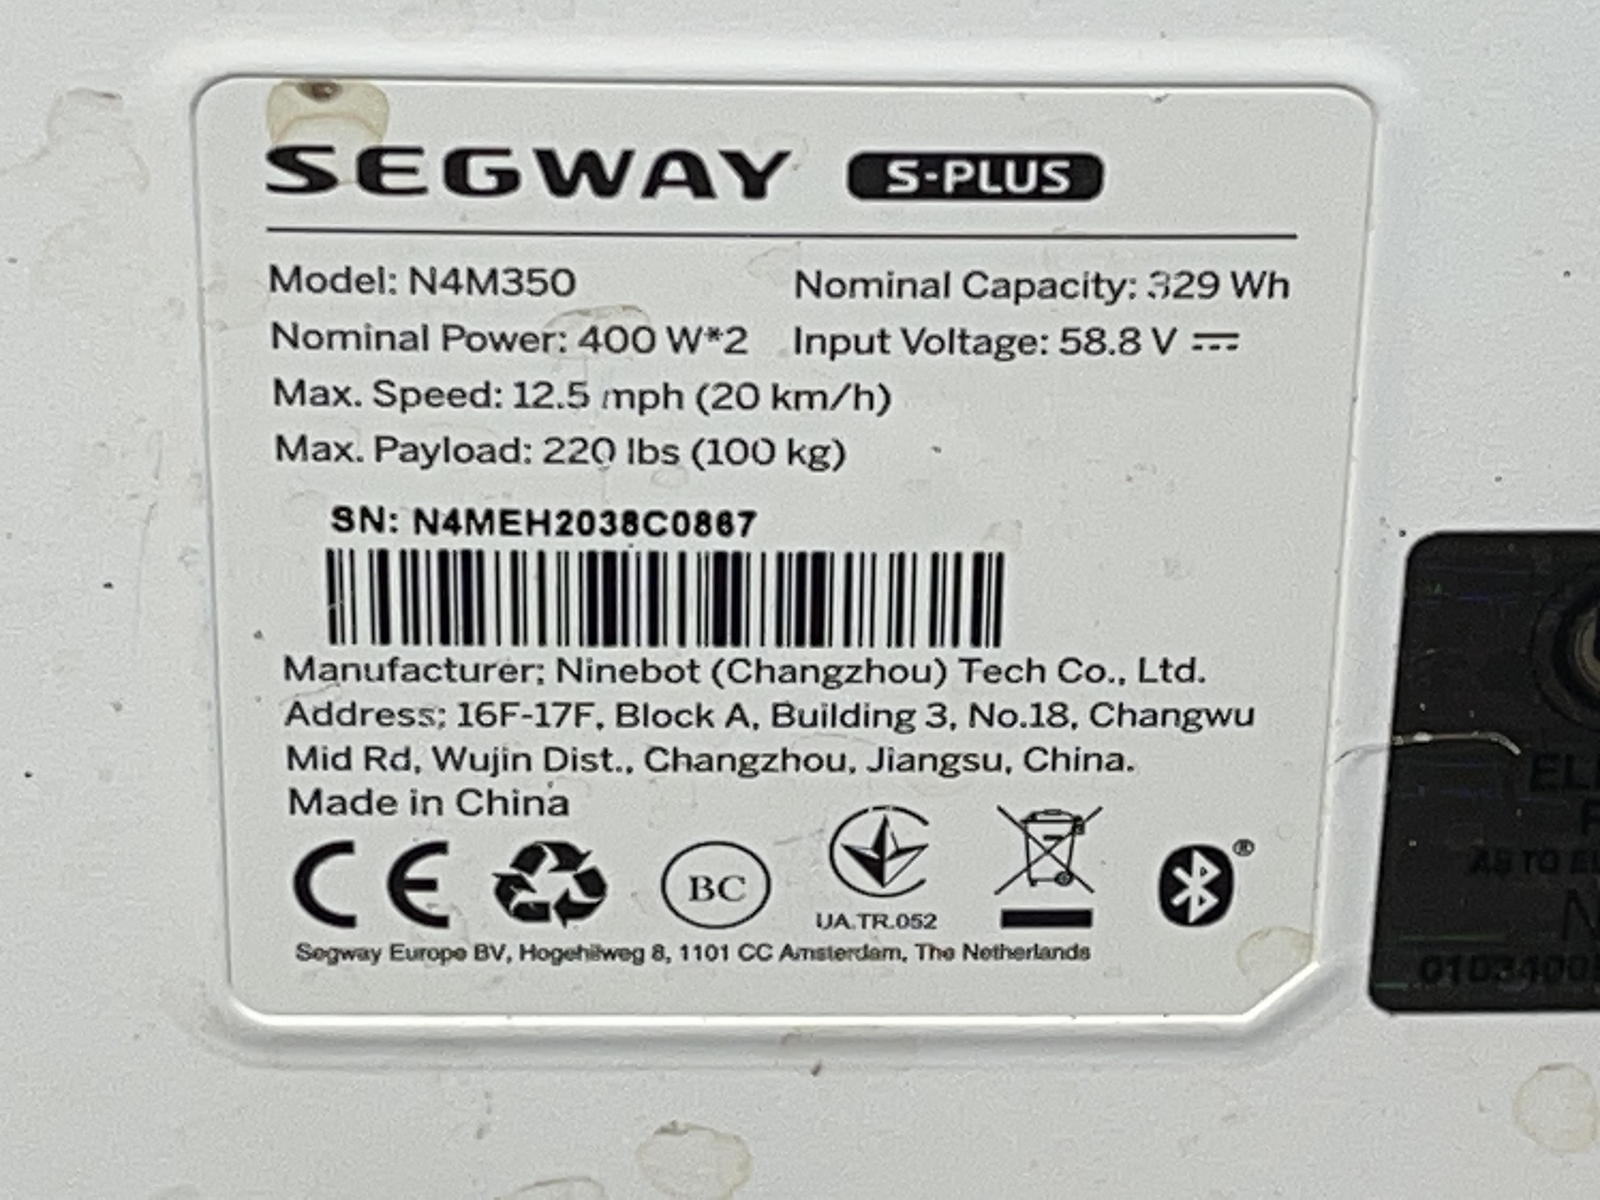 SEGWAY S-PLUS
Model: N4M350 Nominal Capacity: 329 Wh
Nominal Power: 400 W*2 Input Voltage: 58.8 V
Max. Speed: 12.5 mph (20 km/h)
Max. Payload: 220 lbs (100 kg)
SN: N4MEH2038C0867
Manufacturer: Ninebot (Changzhou) Tech Co., Ltd.
Address: 16F-17F, Block A, Building 3, No.18, Changwu
Mid Rd, Wujin Dist., Changzhou, Jiangsu, China.
Made in China
CE BC UA.TR.052 ®
Segway Europe BV, Hogehilweg 8, 1101 CC Amsterdam, The Netherlands
AS TO